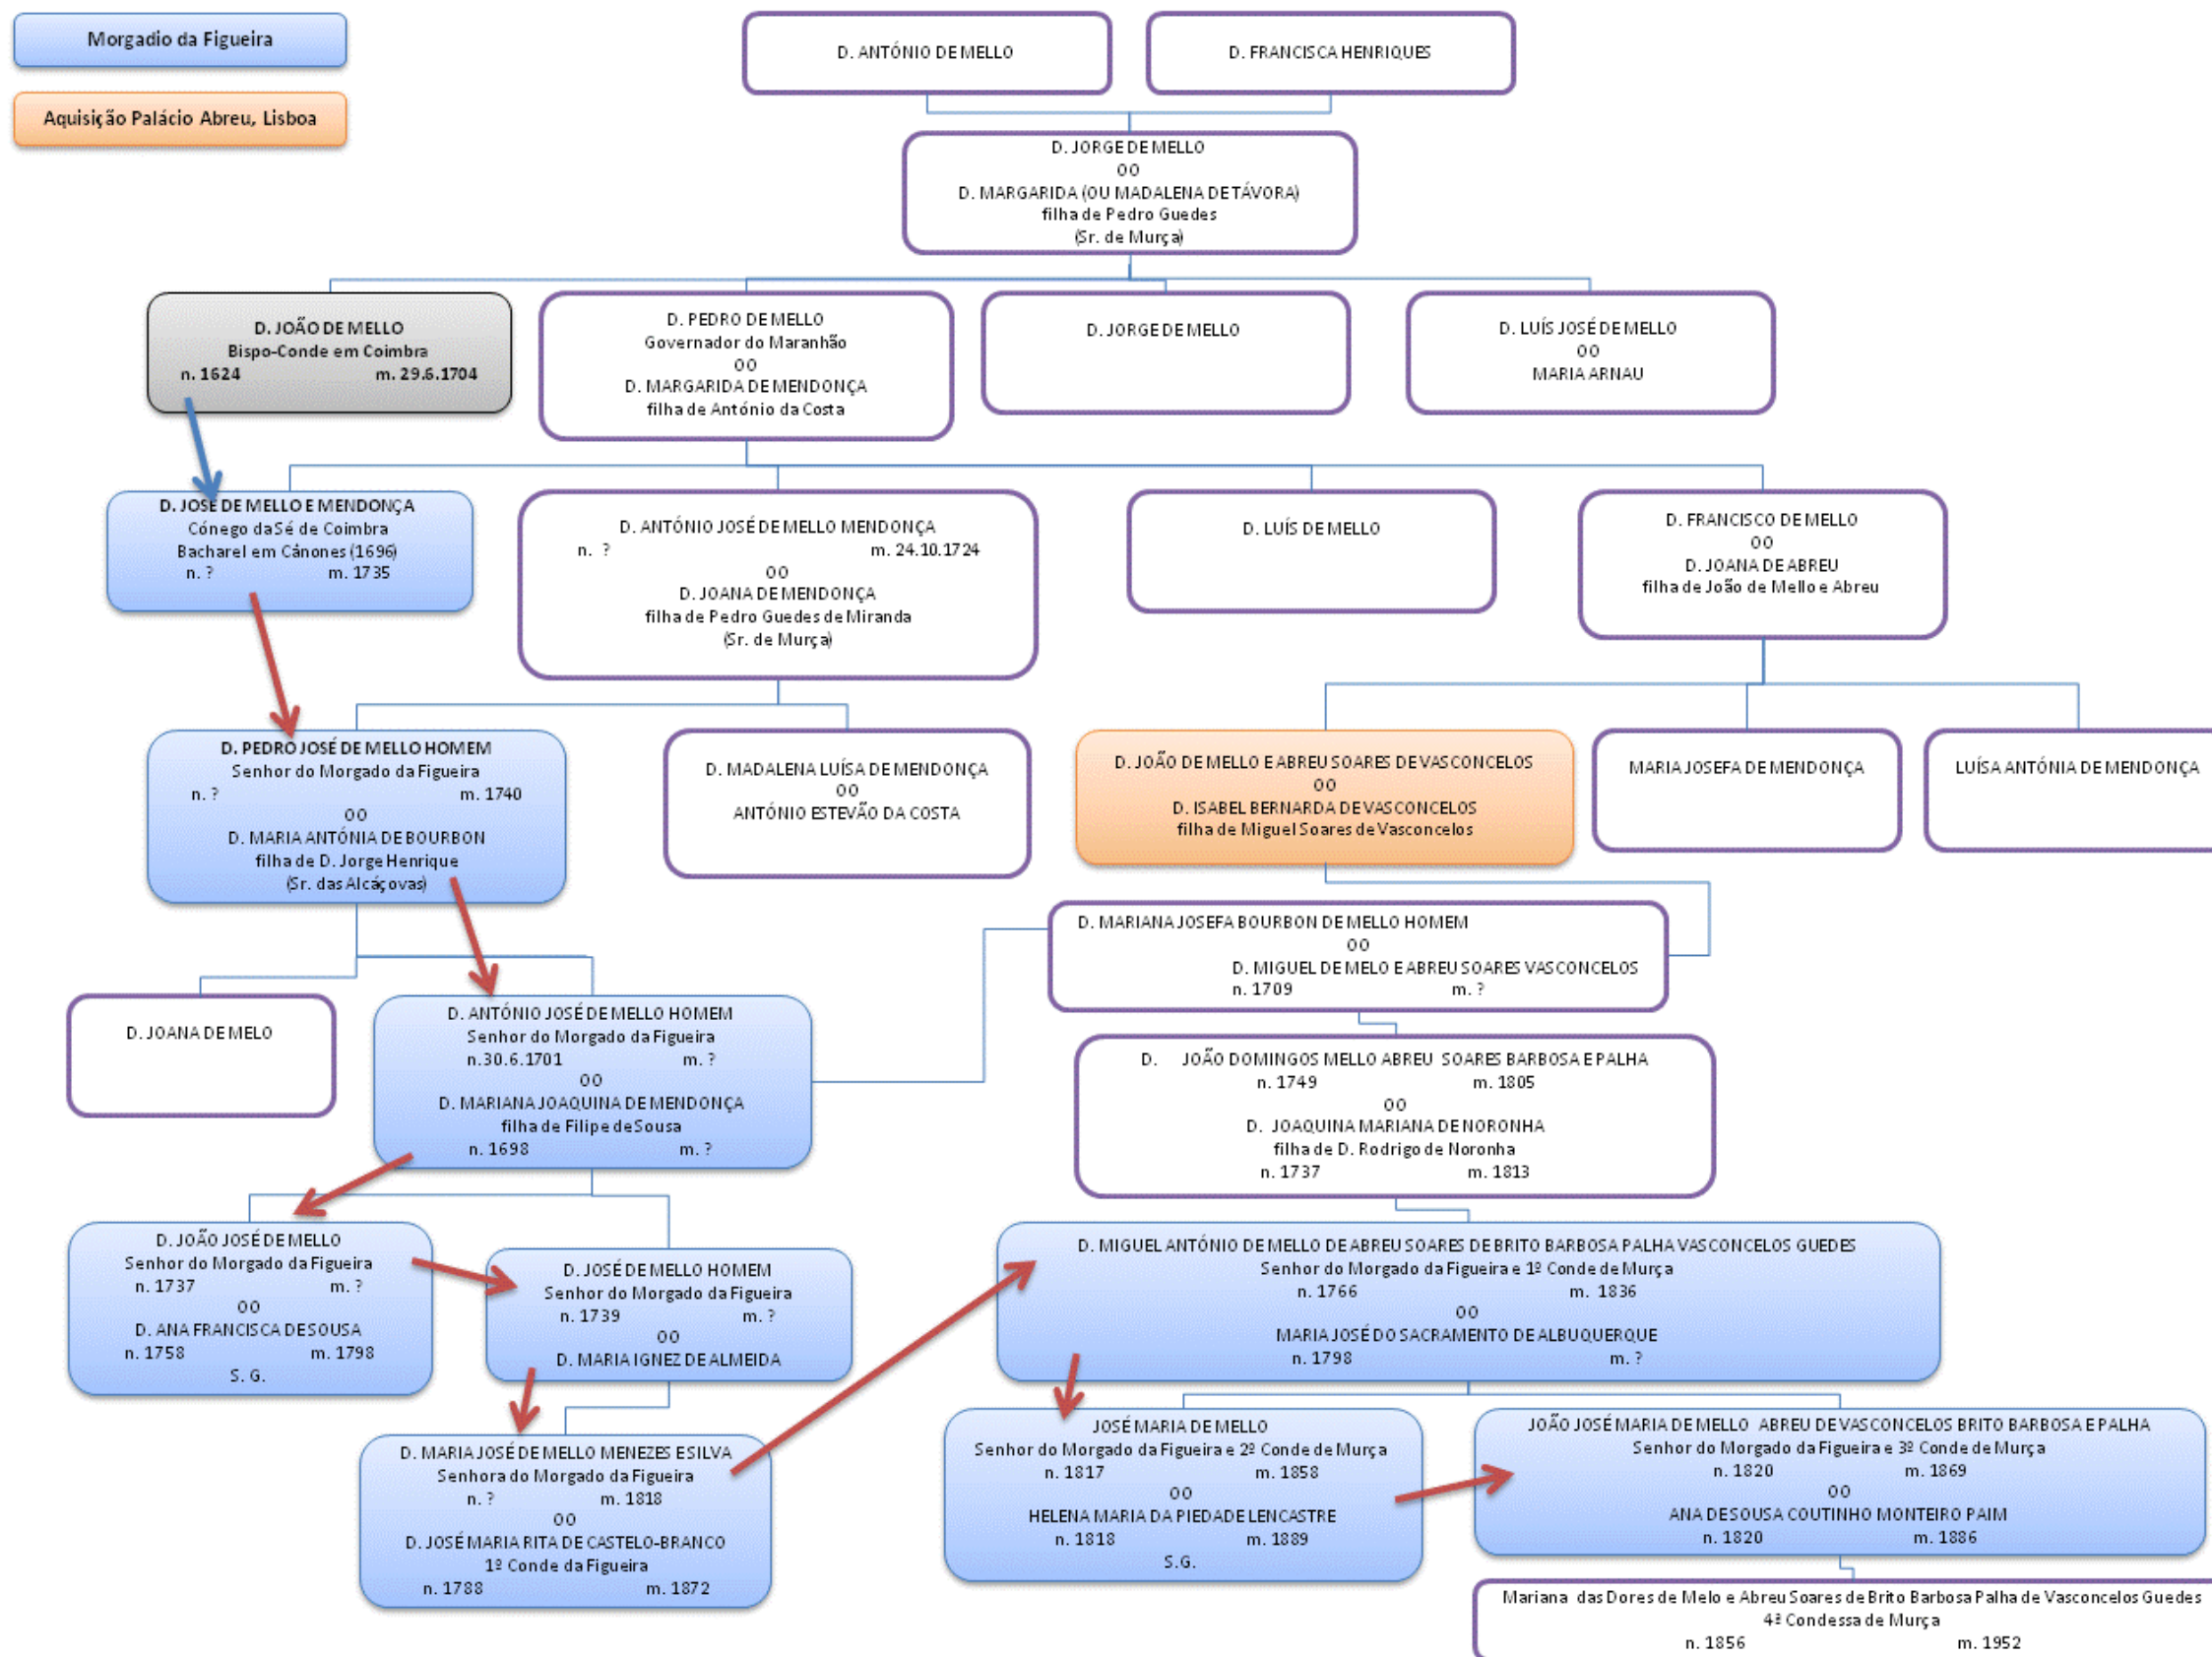 Morgadio da Figueira
Aquisição Palácio Abreu, Lisboa
D. ANTÓNIO DE MELLO
D. FRANCISCA HENRIQUES
D. JORGE DE MELLO
OO
D. MARGARIDA (OU MADALENA DE TÁVORA)
filha de Pedro Guedes
(Sr. de Murça)
D. JOÃO DE MELLO
Bispo-Conde em Coimbra
n. 1624 m. 29.6.1704
D. PEDRO DE MELLO
Governador do Maranhão
OO
D. MARGARIDA DE MENDONÇA
filha de António da Costa
D. JORGE DE MELLO
D. LUÍS JOSÉ DE MELLO
OO
MARIA ARNAU
D. JOSÉ DE MELLO E MENDONÇA
Cónego da Sé de Coimbra
Bacharel em Cânones (1696)
n. ? m. 1735
D. ANTÓNIO JOSÉ DE MELLO MENDONÇA
n. ? m. 24.10.1724
OO
D. JOANA DE MENDONÇA
filha de Pedro Guedes de Miranda
(Sr. de Murça)
D. LUÍS DE MELLO
D. FRANCISCO DE MELLO
OO
D. JOANA DE ABREU
filha de João de Mello e Abreu
D. PEDRO JOSÉ DE MELLO HOMEM
Senhor do Morgado da Figueira
n. ? m. 1740
OO
D. MARIA ANTÓNIA DE BOURBON
filha de D. Jorge Henrique
(Sr. das Alcáçovas)
D. MADALENA LUÍSA DE MENDONÇA
OO
ANTÓNIO ESTEVÃO DA COSTA
D. JOÃO DE MELLO E ABREU SOARES DE VASCONCELOS
OO
D. ISABEL BERNARDA DE VASCONCELOS
filha de Miguel Soares de Vasconcelos
MARIA JOSEFA DE MENDONÇA
LUÍSA ANTÓNIA DE MENDONÇA
D. MARIANA JOSEFA BOURBON DE MELLO HOMEM
OO
D. MIGUEL DE MELO E ABREU SOARES VASCONCELOS
n. 1709 m. ?
D. JOANA DE MELO
D. ANTÓNIO JOSÉ DE MELLO HOMEM
Senhor do Morgado da Figueira
n.30.6.1701 m. ?
OO
D. MARIANA JOAQUINA DE MENDONÇA
filha de Filipe de Sousa
n. 1698 m. ?
D. JOÃO DOMINGOS MELLO ABREU SOARES BARBOSA E PALHA
n. 1749 m. 1805
OO
D. JOAQUINA MARIANA DE NORONHA
filha de D. Rodrigo de Noronha
n. 1737 m. 1813
D. JOÃO JOSÉ DE MELLO
Senhor do Morgado da Figueira
n. 1737 m. ?
OO
D. ANA FRANCISCA DE SOUSA
n. 1758 m. 1798
S. G.
D. JOSÉ DE MELLO HOMEM
Senhor do Morgado da Figueira
n. 1739 m. ?
OO
D. MARIA IGNEZ DE ALMEIDA
D. MIGUEL ANTÓNIO DE MELLO DE ABREU SOARES DE BRITO BARBOSA PALHA VASCONCELOS GUEDES
Senhor do Morgado da Figueira e 1º Conde de Murça
n. 1766 m. 1836
OO
MARIA JOSÉ DO SACRAMENTO DE ALBUQUERQUE
n. 1798 m. ?
D. MARIA JOSÉ DE MELLO MENEZES E SILVA
Senhora do Morgado da Figueira
n. ? m. 1818
OO
D. JOSÉ MARIA RITA DE CASTELO-BRANCO
1º Conde da Figueira
n. 1788 m. 1872
JOSÉ MARIA DE MELLO
Senhor do Morgado da Figueira e 2º Conde de Murça
n. 1817 m. 1858
OO
HELENA MARIA DA PIEDADE LENCASTRE
n. 1818 m. 1889
S.G.
JOÃO JOSÉ MARIA DE MELLO ABREU DE VASCONCELOS BRITO BARBOSA E PALHA
Senhor do Morgado da Figueira e 3º Conde de Murça
n. 1820 m. 1869
OO
ANA DE SOUSA COUTINHO MONTEIRO PAIM
n. 1820 m. 1886
Mariana das Dores de Melo e Abreu Soares de Brito Barbosa Palha de Vasconcelos Guedes
4ª Condessa de Murça
n. 1856 m. 1952